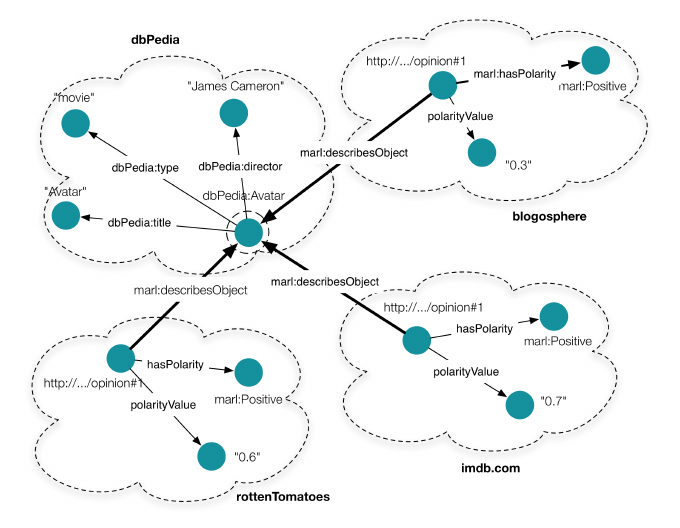 dbPedia
"movie"
"James Cameron"
dbPedia:type
dbPedia:director
dbPedia:Avatar
"Avatar"
dbPedia:title
http://.../opinion#1
marl:hasPolarity
marl:Positive
polarityValue
"0.3"
marl:describesObject
blogosphere
marl:describesObject
marl:describesObject
http://.../opinion#1
hasPolarity
marl:Positive
polarityValue
"0.7"
imdb.com
hasPolarity
http://.../opinion#1
marl:Positive
polarityValue
"0.6"
rottenTomatoes